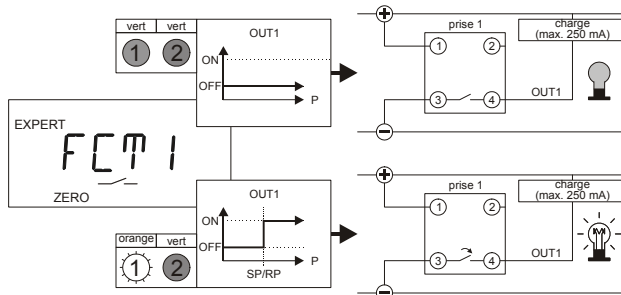 vert vert
1 2
OUT1
ON
OFF
P
+
prise 1
1 2
3 4
OUT1
charge
(max. 250 mA)
−
EXPERT
FCTM1
ZERO
OUT1
ON
OFF
P
SP/RP
orange vert
1 2
+
prise 1
1 2
3 4
OUT1
charge
(max. 250 mA)
−